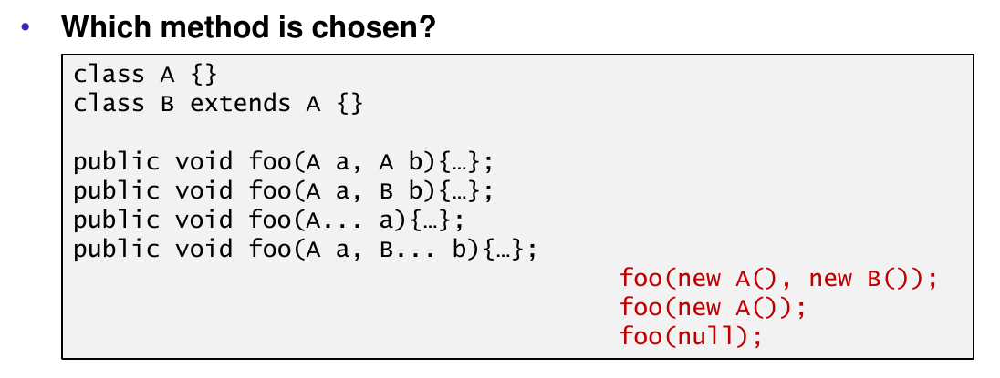 • Which method is chosen?
class A {}
class B extends A {}
public void foo(A a, A b){…};
public void foo(A a, B b){…};
public void foo(A... a){…};
public void foo(A a, B... b){…};
foo(new A(), new B());
foo(new A());
foo(null);